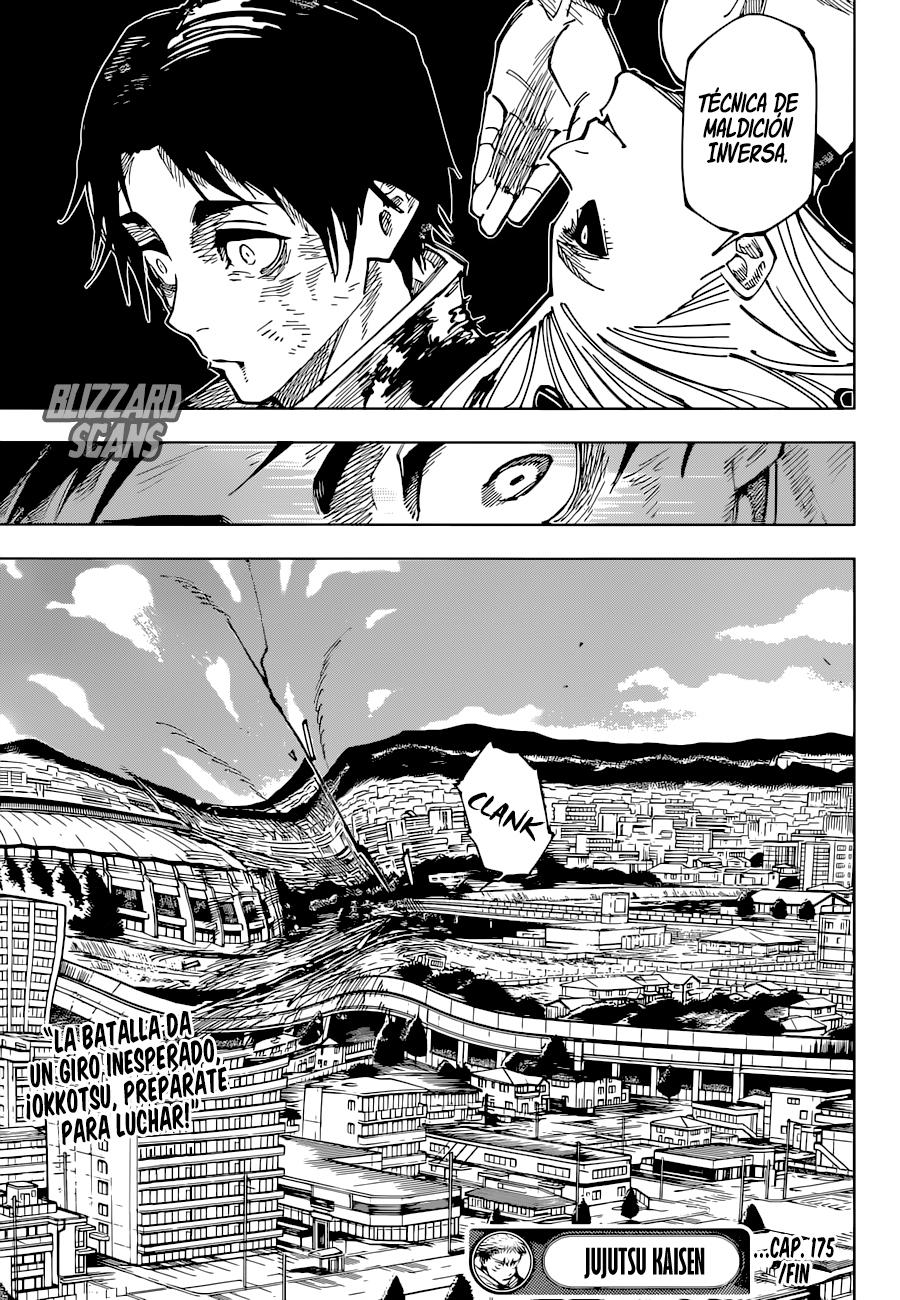 TÉCNICA DE
MALDICIÓN
INVERSA.
BLIZZARD
SCANS
CLANK
"LA BATALLA DA
UN GIRO INESPERADO,
¡OKKOTSU, PREPÁRATE
PARA LUCHAR!"
JUJUTSU KAISEN
...CAP. 175
/FIN